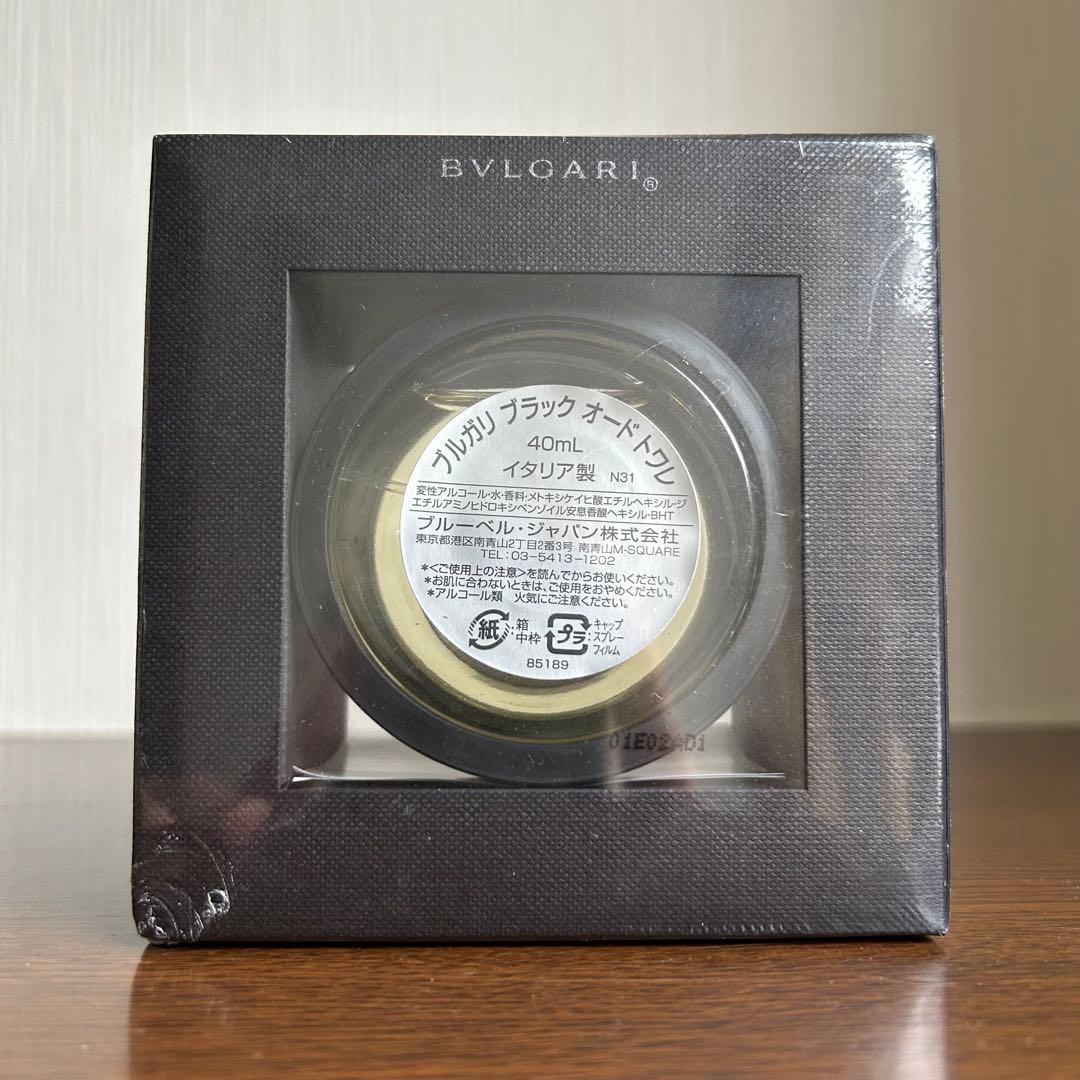 BVLGARI®
ブルガリ ブラック オードトワレ
40mL
イタリア製 N31
変性アルコール・水・香料・メトキシケイヒ酸エチルヘキシル・ジ
エチルアミノヒドロキシベンゾイル安息香酸ヘキシル・BHT
ブルーベル・ジャパン株式会社
東京都港区南青山2丁目2番3号 南青山M-SQUARE
TEL:03-5413-1202
*<ご使用上の注意>を読んでからお使いください。
*お肌に合わないときは、ご使用をおやめください。
*アルコール類 火気にご注意ください。
紙:箱 中枠 プラ:キャップ スプレー フィルム
85189
01E02AD1